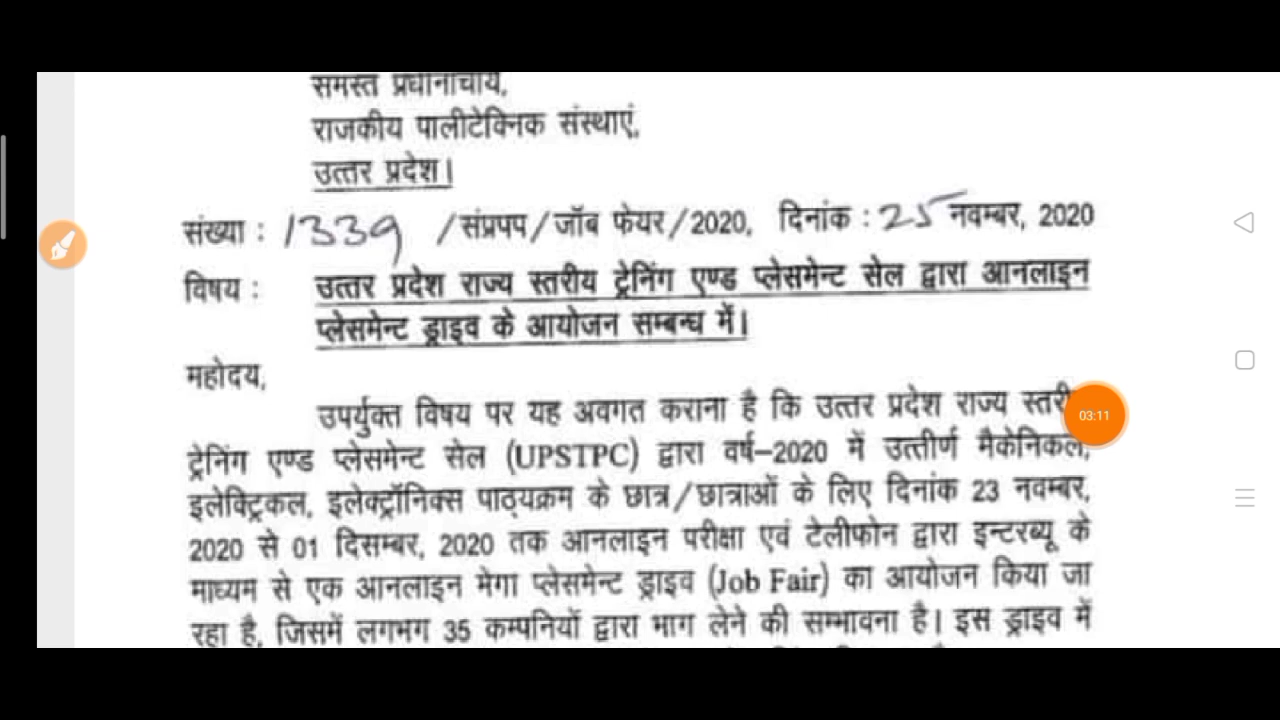 समस्त प्रधानाचार्य,
राजकीय पालीटेक्निक संस्थाएं,
उत्तर प्रदेश।
संख्या : 1339 /संप्रपप/जॉब फेयर/2020, दिनांक : 25 नवम्बर, 2020
विषय : उत्तर प्रदेश राज्य स्तरीय ट्रेनिंग एण्ड प्लेसमेन्ट सेल द्वारा आनलाइन
प्लेसमेन्ट ड्राइव के आयोजन सम्बन्ध में।
महोदय,
उपर्युक्त विषय पर यह अवगत कराना है कि उत्तर प्रदेश राज्य
03:11
ट्रेनिंग एण्ड प्लेसमेन्ट सेल (UPSTPC) द्वारा वर्ष–2020 में उत्तीर्ण मैकेनिकल,
इलेक्ट्रिकल, इलेक्ट्रॉनिक्स पाठ्यक्रम के छात्र/छात्राओं के लिए दिनांक 23 नवम्बर,
2020 से 01 दिसम्बर, 2020 तक आनलाइन परीक्षा एवं टेलीफोन द्वारा इन्टरब्यू के
माध्यम से एक आनलाइन मेगा प्लेसमेन्ट ड्राइव (Job Fair) का आयोजन किया जा
रहा है, जिसमें लगभग 35 कम्पनियों द्वारा भाग लेने की सम्भावना है। इस ड्राइव में